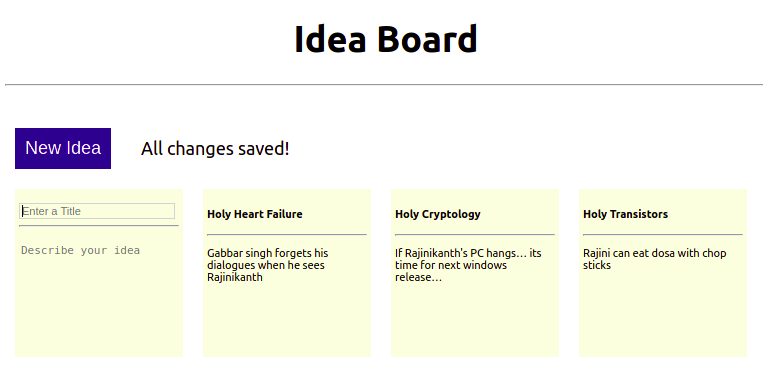 Idea Board
New Idea
All changes saved!
Enter a Title
Describe your idea
Holy Heart Failure
Gabbar singh forgets his
dialogues when he sees
Rajinikanth
Holy Cryptology
If Rajinikanth's PC hangs... its
time for next windows
release...
Holy Transistors
Rajini can eat dosa with chop
sticks